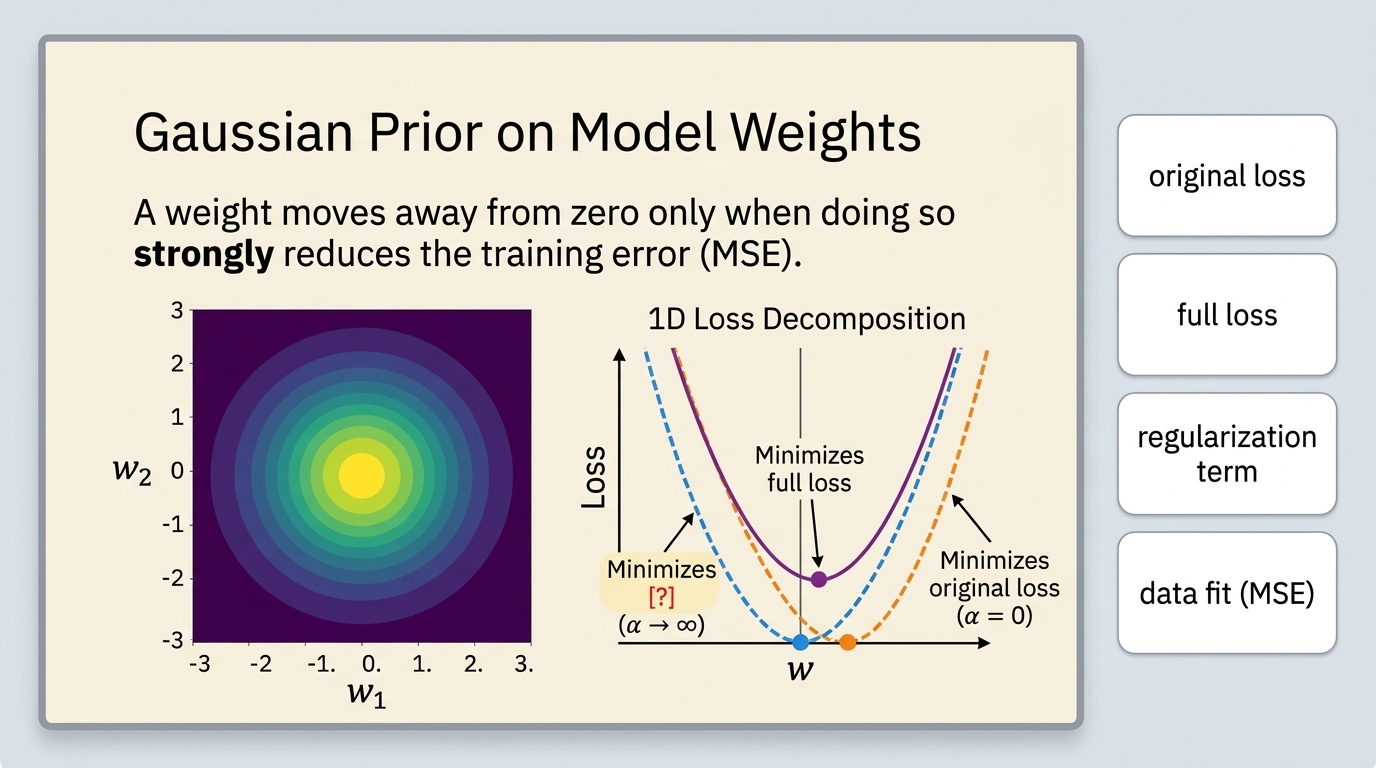 Gaussian Prior on Model Weights
A weight moves away from zero only when doing so
strongly reduces the training error (MSE).
3
2
1
0
-1
-2
-3
w₂
-3 -2 -1. 0. 1. 2. 3.
w₁
1D Loss Decomposition
Loss
Minimizes
full loss
Minimizes
[?]
(α → ∞)
Minimizes
original loss
(α = 0)
w
original loss
full loss
regularization
term
data fit (MSE)